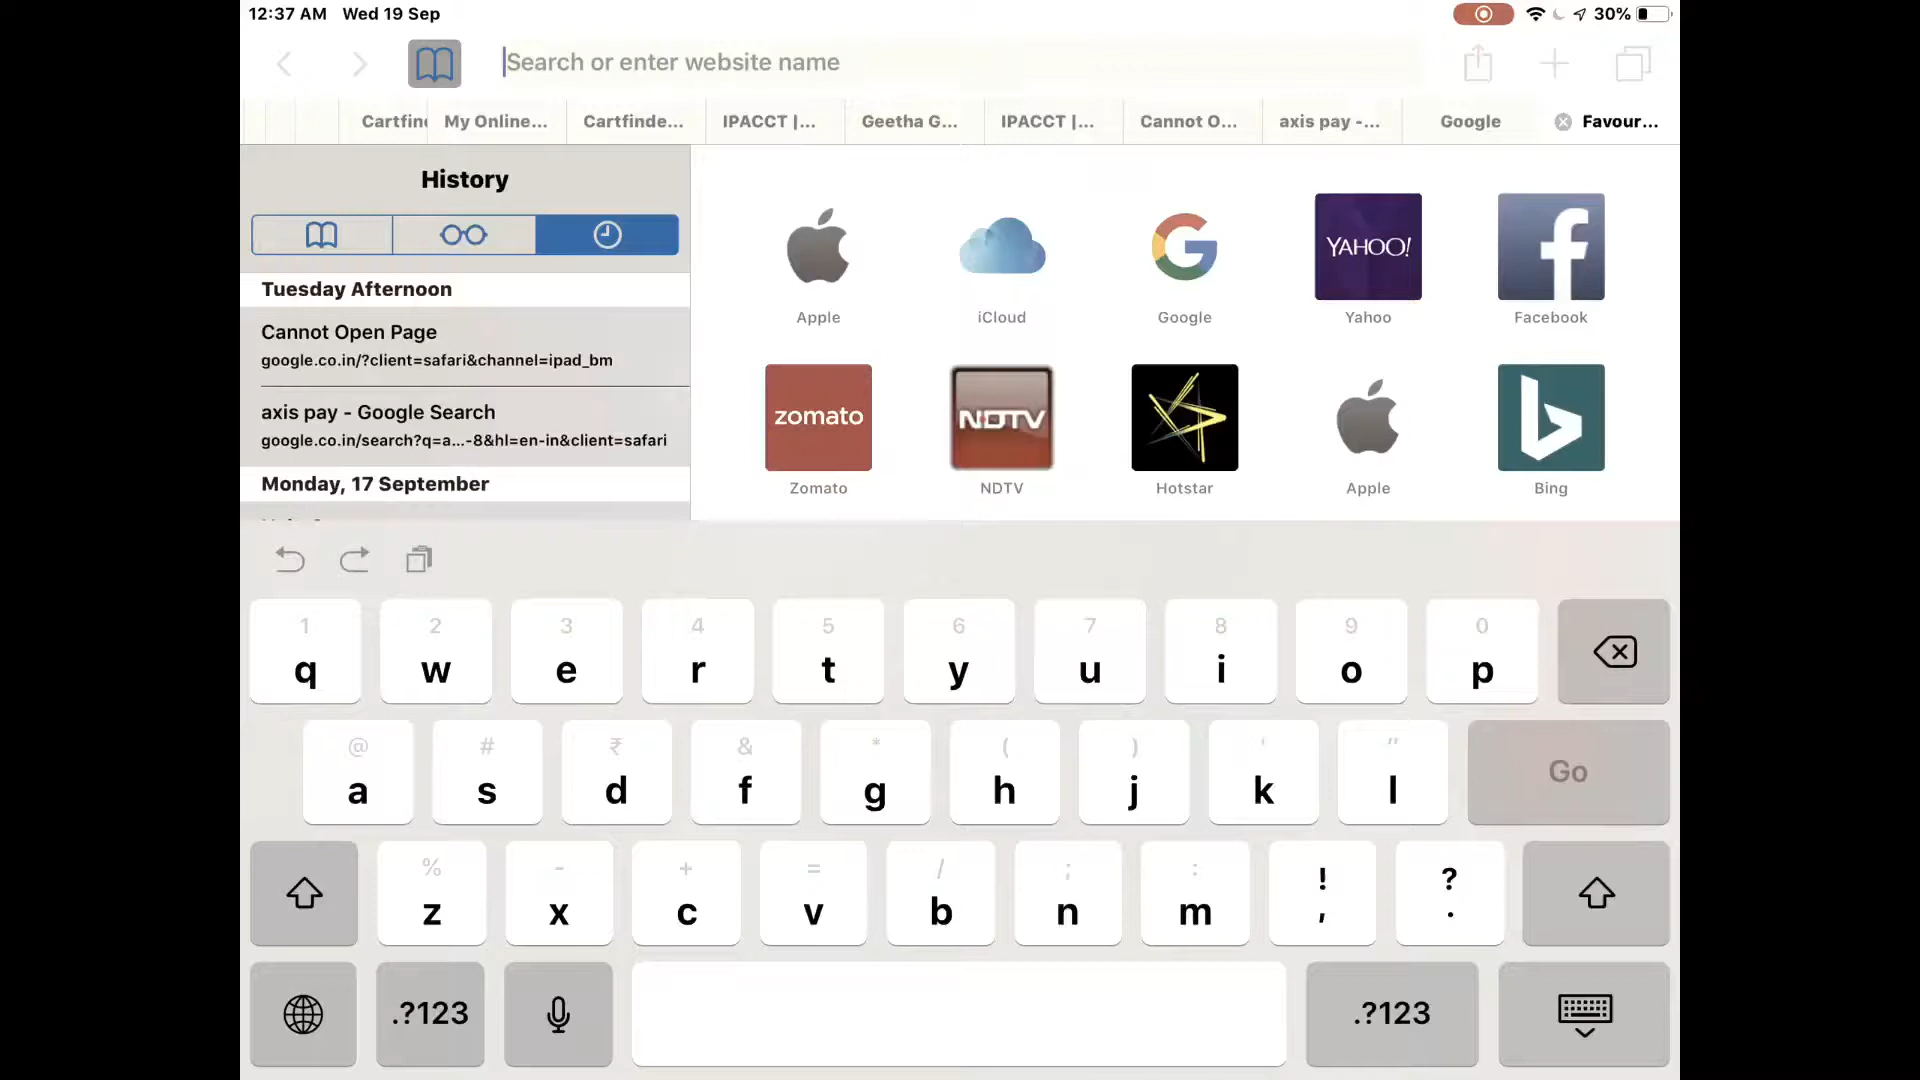 12:37 AM Wed 19 Sep
30%
Search or enter website name
Cartfin
My Online...
Cartfinde...
IPACCT |...
Geetha G...
IPACCT |...
Cannot O...
axis pay -...
Google
Favour...
History
Tuesday Afternoon
Cannot Open Page
google.co.in/?client=safari&channel=ipad_bm
axis pay - Google Search
google.co.in/search?q=a...-8&hl=en-in&client=safari
Monday, 17 September
YAHOO!
Apple
iCloud
Google
Yahoo
Facebook
zomato
NDTV
Zomato
NDTV
Hotstar
Apple
Bing
1 2 3 4 5 6 7 8 9 0
q w e r t y u i o p
@ # ₹ & * ( ) ' "
a s d f g h j k l Go
% - + = / ; : ! ?
z x c v b n m , .
.?123 .?123